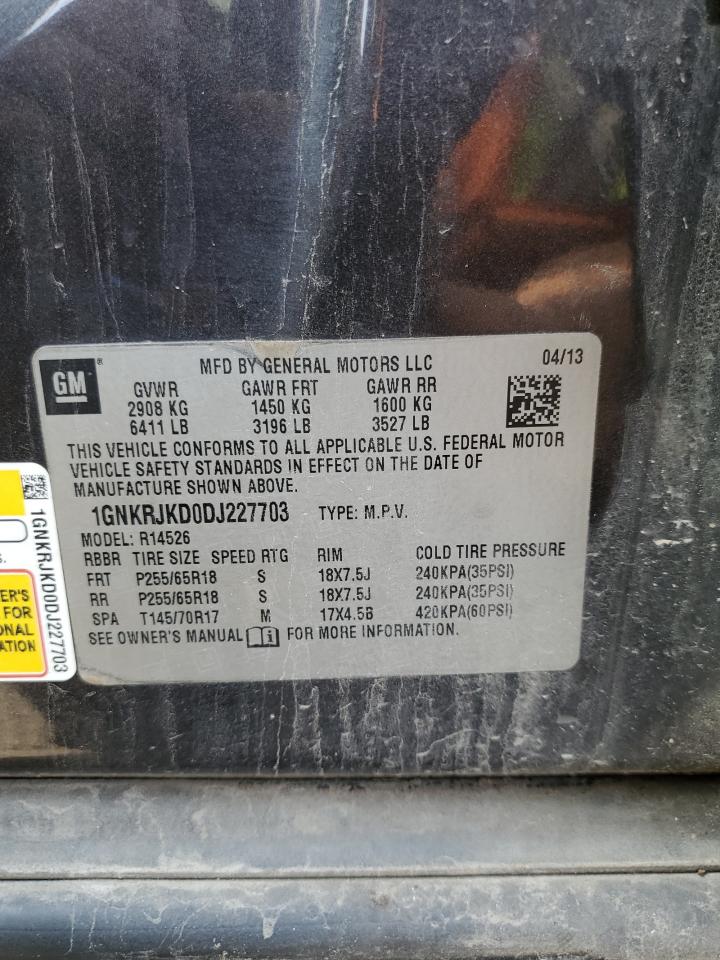 GM®
MFD BY GENERAL MOTORS LLC 04/13
GVWR GAWR FRT GAWR RR
2908 KG 1450 KG 1600 KG
6411 LB 3196 LB 3527 LB
THIS VEHICLE CONFORMS TO ALL APPLICABLE U.S. FEDERAL MOTOR
VEHICLE SAFETY STANDARDS IN EFFECT ON THE DATE OF
MANUFACTURE SHOWN ABOVE.
1GNKRJKD0DJ227703 TYPE: M.P.V.
MODEL: R14526
RBBR TIRE SIZE SPEED RTG RIM COLD TIRE PRESSURE
FRT P255/65R18 S 18X7.5J 240KPA(35PSI)
RR P255/65R18 S 18X7.5J 240KPA(35PSI)
SPA T145/70R17 M 17X4.5B 420KPA(60PSI)
SEE OWNER'S MANUAL i FOR MORE INFORMATION.
1GNKRJKD0DJ227703
S.
ER'S
FOR
ONAL
ATION